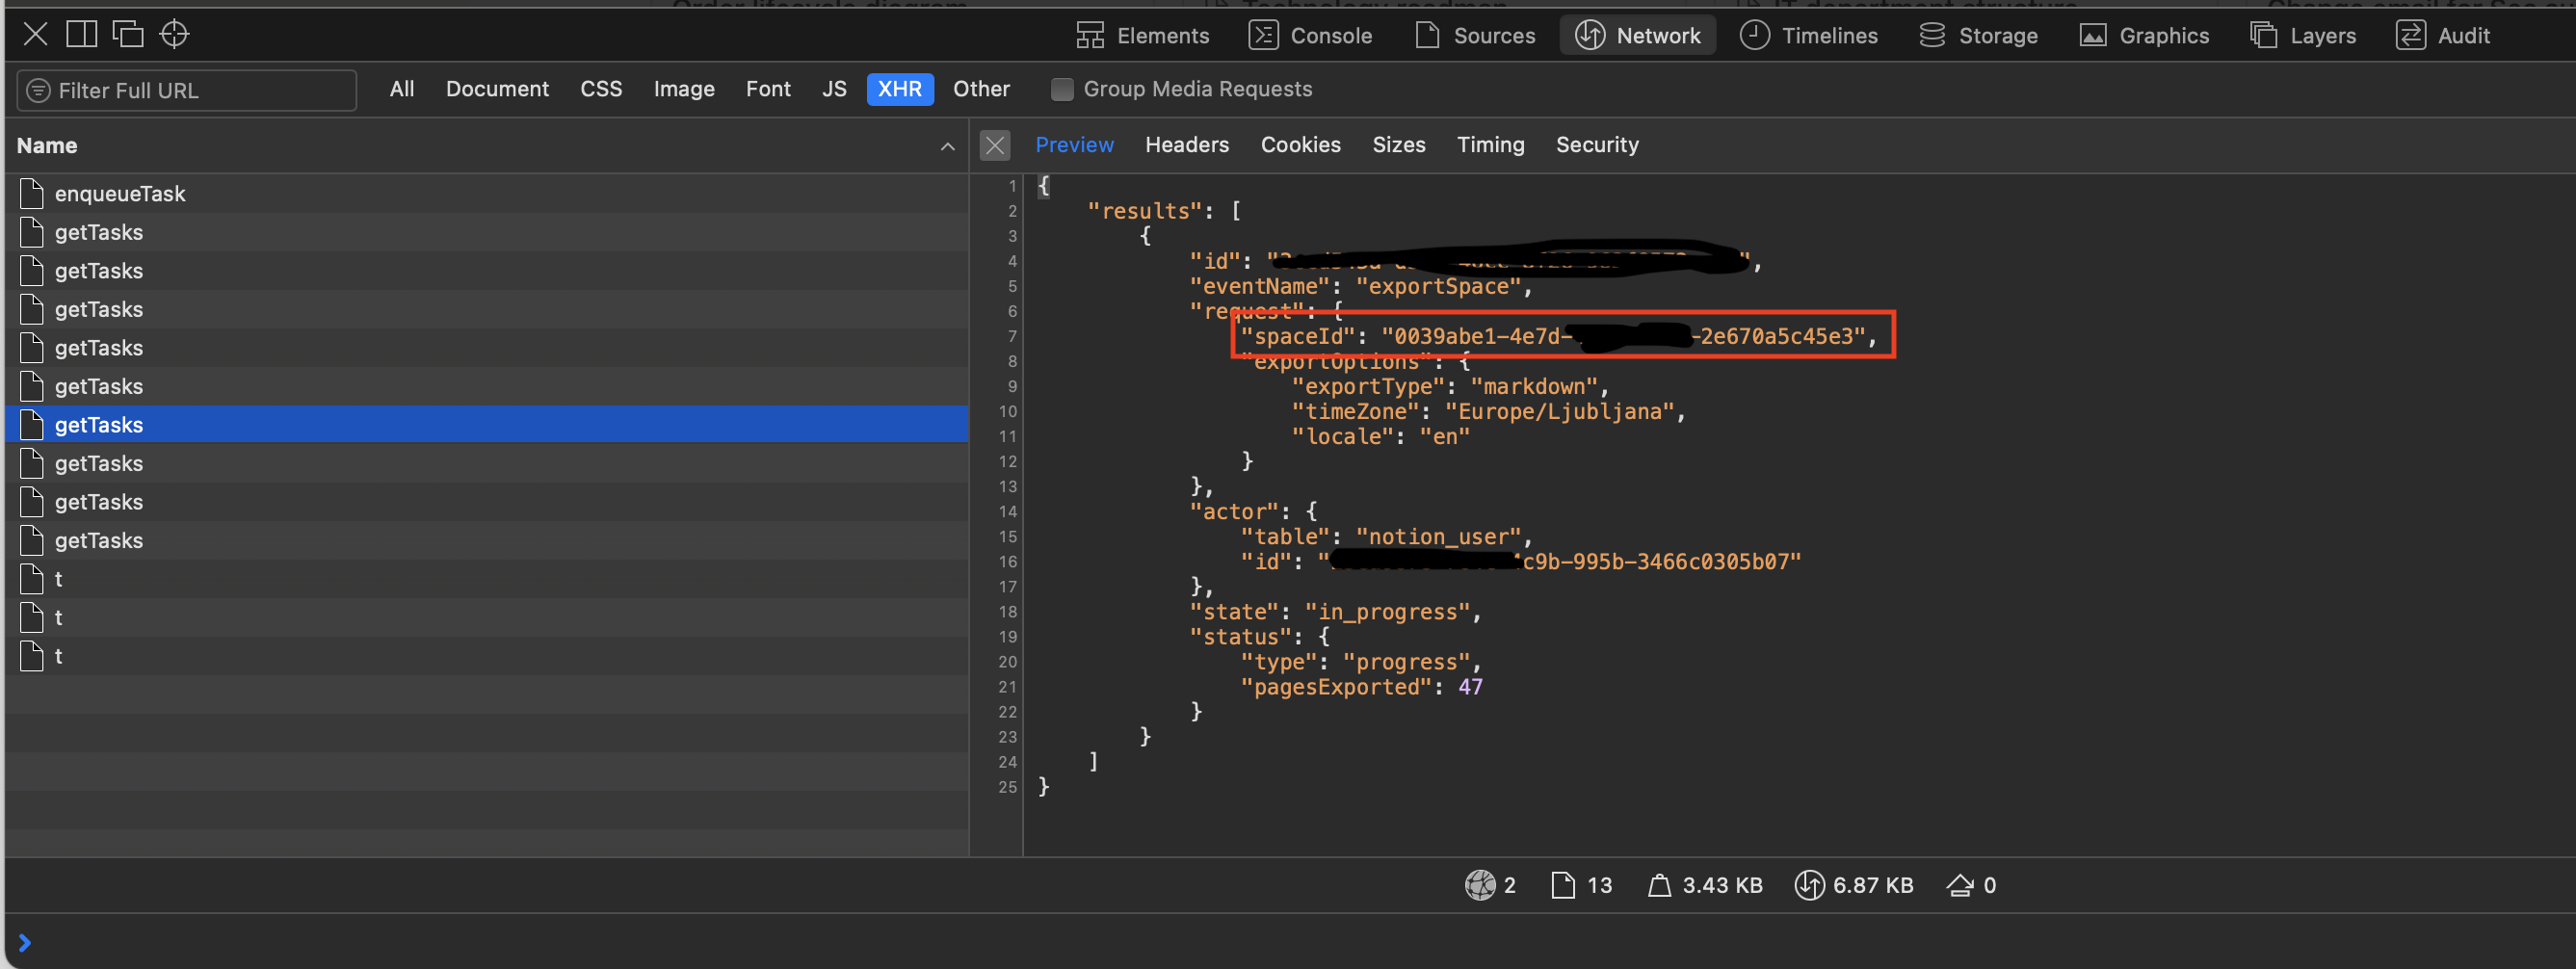 Elements Console Sources Network Timelines Storage Graphics Layers Audit
Filter Full URL All Document CSS Image Font JS XHR Other Group Media Requests
Name
enqueueTask
getTasks
getTasks
getTasks
getTasks
getTasks
getTasks
getTasks
getTasks
getTasks
t
t
t
Preview Headers Cookies Sizes Timing Security
1 {
2 "results": [
3 {
4 "id": ",
5 "eventName": "exportSpace",
6 "request": {
7 "spaceId": "0039abe1-4e7d- -2e670a5c45e3",
8 "exportOptions": {
9 "exportType": "markdown",
10 "timeZone": "Europe/Ljubljana",
11 "locale": "en"
12 }
13 },
14 "actor": {
15 "table": "notion_user",
16 "id": " c9b-995b-3466c0305b07"
17 },
18 "state": "in_progress",
19 "status": {
20 "type": "progress",
21 "pagesExported": 47
22 }
23 }
24 ]
25 }
2 13 3.43 KB 6.87 KB 0